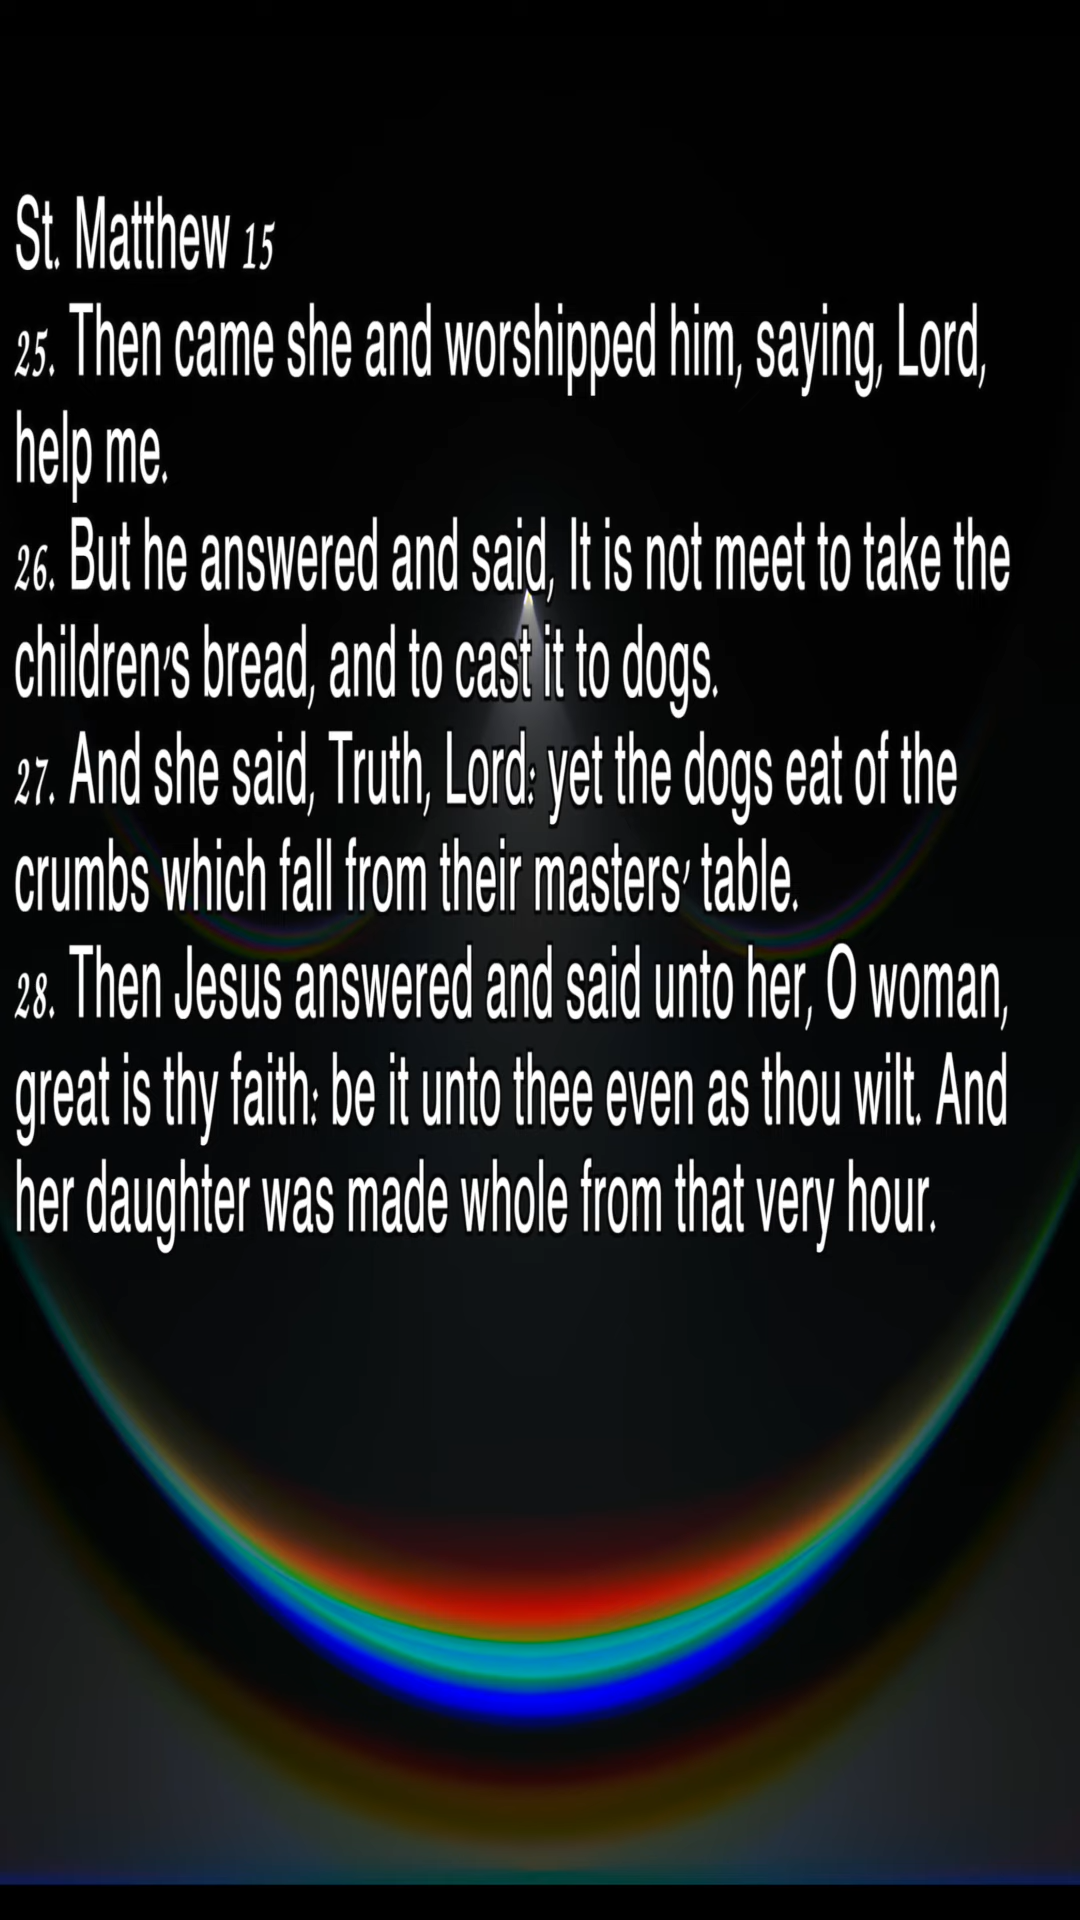 St. Matthew 15
25. Then came she and worshipped him, saying, Lord,
help me.
26. But he answered and said, It is not meet to take the
children's bread, and to cast it to dogs.
27. And she said, Truth, Lord: yet the dogs eat of the
crumbs which fall from their masters' table.
28. Then Jesus answered and said unto her, O woman,
great is thy faith: be it unto thee even as thou wilt. And
her daughter was made whole from that very hour.